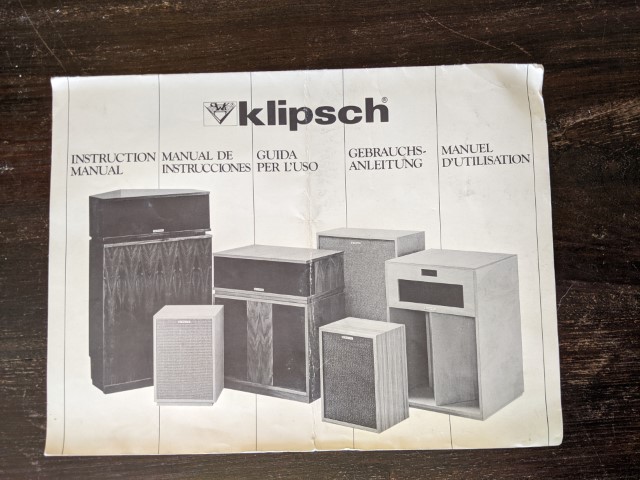 klipsch®
INSTRUCTION
MANUAL
MANUAL DE
INSTRUCCIONES
GUIDA
PER L'USO
GEBRAUCHS-
ANLEITUNG
MANUEL
D'UTILISATION